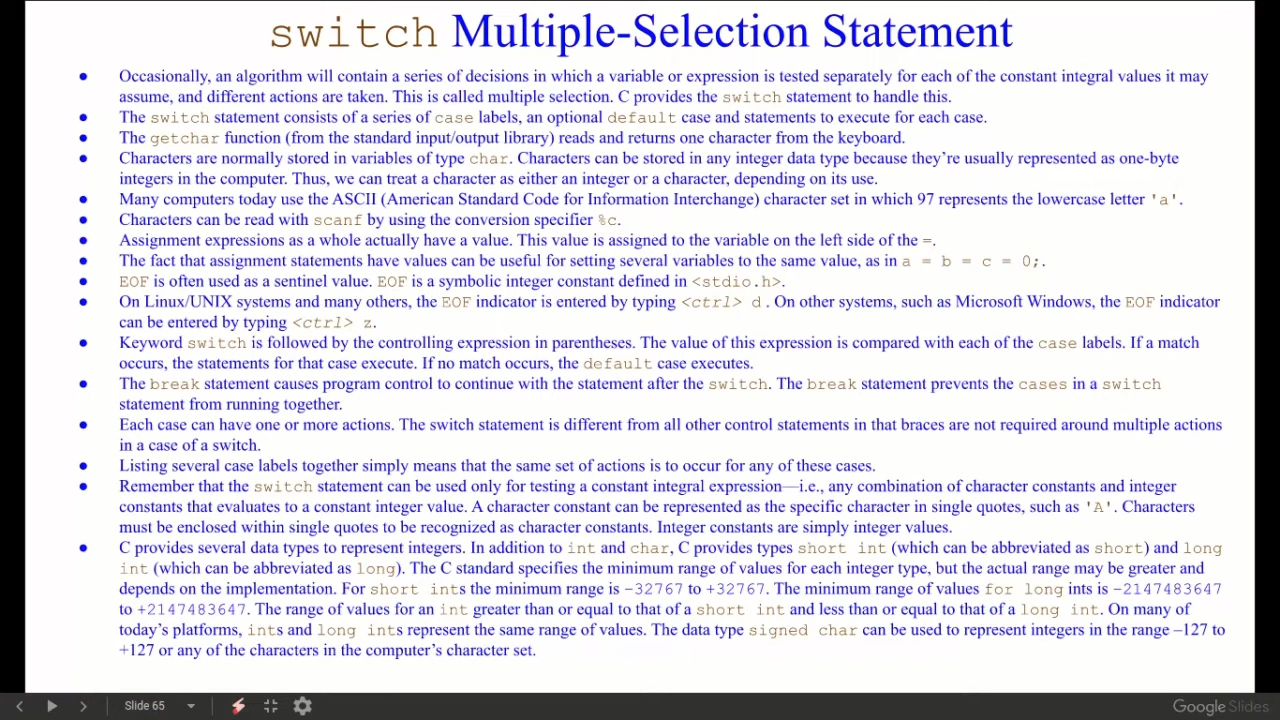 switch Multiple-Selection Statement
● Occasionally, an algorithm will contain a series of decisions in which a variable or expression is tested separately for each of the constant integral values it may
assume, and different actions are taken. This is called multiple selection. C provides the switch statement to handle this.
● The switch statement consists of a series of case labels, an optional default case and statements to execute for each case.
● The getchar function (from the standard input/output library) reads and returns one character from the keyboard.
● Characters are normally stored in variables of type char. Characters can be stored in any integer data type because they're usually represented as one-byte
integers in the computer. Thus, we can treat a character as either an integer or a character, depending on its use.
● Many computers today use the ASCII (American Standard Code for Information Interchange) character set in which 97 represents the lowercase letter 'a'.
● Characters can be read with scanf by using the conversion specifier %c.
● Assignment expressions as a whole actually have a value. This value is assigned to the variable on the left side of the =.
● The fact that assignment statements have values can be useful for setting several variables to the same value, as in a = b = c = 0;.
● EOF is often used as a sentinel value. EOF is a symbolic integer constant defined in <stdio.h>.
● On Linux/UNIX systems and many others, the EOF indicator is entered by typing <ctrl> d . On other systems, such as Microsoft Windows, the EOF indicator
can be entered by typing <ctrl> z.
● Keyword switch is followed by the controlling expression in parentheses. The value of this expression is compared with each of the case labels. If a match
occurs, the statements for that case execute. If no match occurs, the default case executes.
● The break statement causes program control to continue with the statement after the switch. The break statement prevents the cases in a switch
statement from running together.
● Each case can have one or more actions. The switch statement is different from all other control statements in that braces are not required around multiple actions
in a case of a switch.
● Listing several case labels together simply means that the same set of actions is to occur for any of these cases.
● Remember that the switch statement can be used only for testing a constant integral expression—i.e., any combination of character constants and integer
constants that evaluates to a constant integer value. A character constant can be represented as the specific character in single quotes, such as 'A'. Characters
must be enclosed within single quotes to be recognized as character constants. Integer constants are simply integer values.
● C provides several data types to represent integers. In addition to int and char, C provides types short int (which can be abbreviated as short) and long
int (which can be abbreviated as long). The C standard specifies the minimum range of values for each integer type, but the actual range may be greater and
depends on the implementation. For short ints the minimum range is –32767 to +32767. The minimum range of values for long ints is –2147483647
to +2147483647. The range of values for an int greater than or equal to that of a short int and less than or equal to that of a long int. On many of
today's platforms, ints and long ints represent the same range of values. The data type signed char can be used to represent integers in the range –127 to
+127 or any of the characters in the computer's character set.
Slide 65
Google Slides